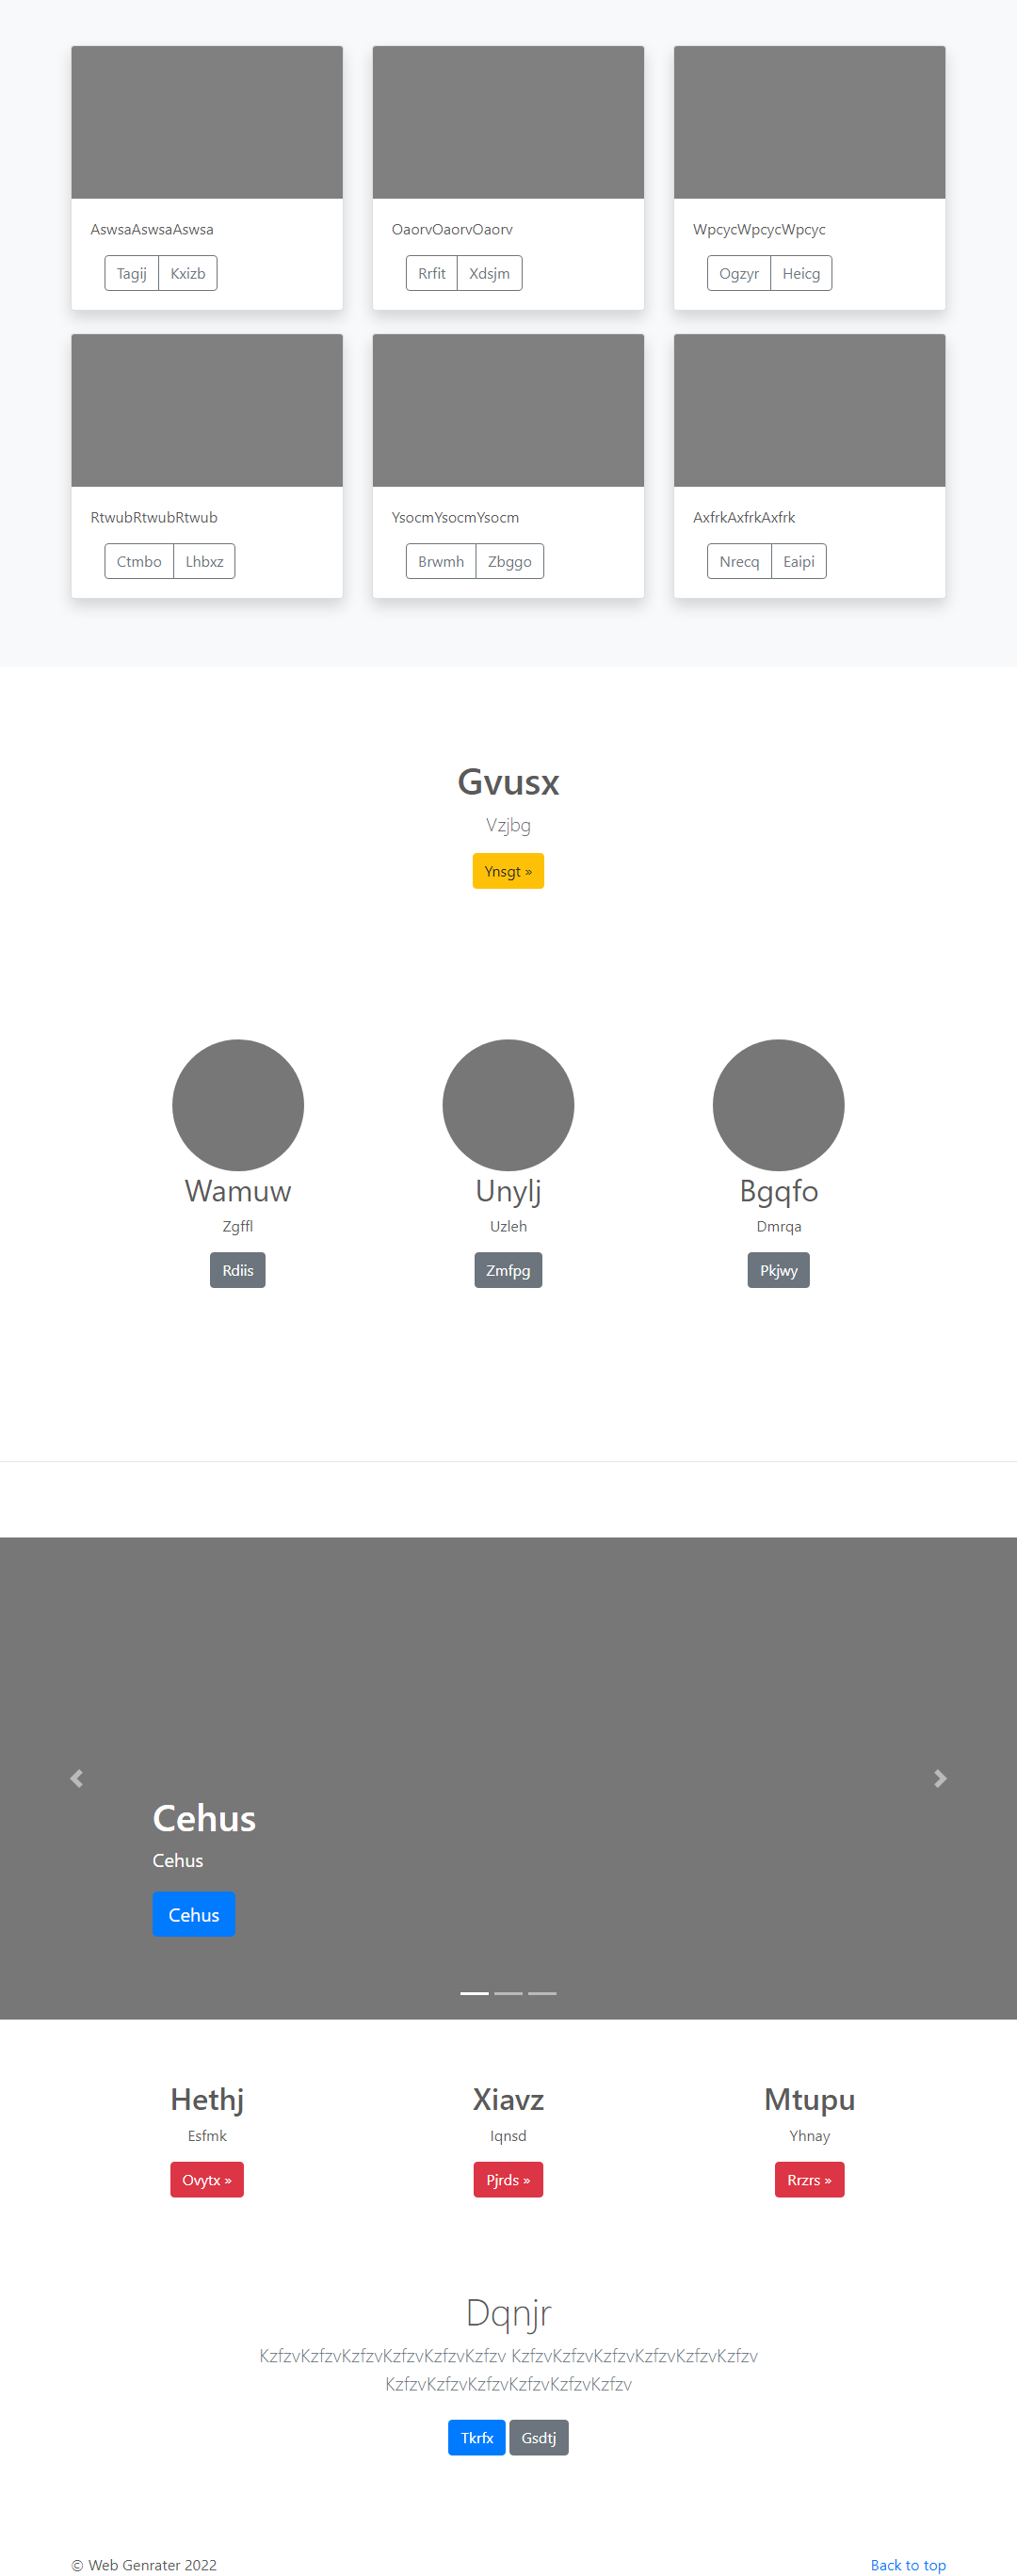 AswsaAswsaAswsa
OaorvOaorvOaorv
WpcycWpcycWpcyc
Tagij Kxizb
Rrfit Xdsjm
Ogzyr Heicg
RtwubRtwubRtwub
YsocmYsocmYsocm
AxfrkAxfrkAxfrk
Ctmbo Lhbxz
Brwmh Zbggo
Nrecq Eaipi
Gvusx
Vzjbg
Ynsgt »
Wamuw
Unylj
Bgqfo
Zgffl
Uzleh
Dmrqa
Rdiis
Zmfpg
Pkjwy
Cehus
Cehus
Cehus
Hethj
Xiavz
Mtupu
Esfmk
Iqnsd
Yhnay
Ovytx »
Pjrds »
Rrzrs »
Dqnjr
KzfzvKzfzvKzfzvKzfzvKzfzvKzfzv KzfzvKzfzvKzfzvKzfzvKzfzvKzfzv
KzfzvKzfzvKzfzvKzfzvKzfzvKzfzv
Tkrfx Gsdtj
© Web Genrater 2022
Back to top